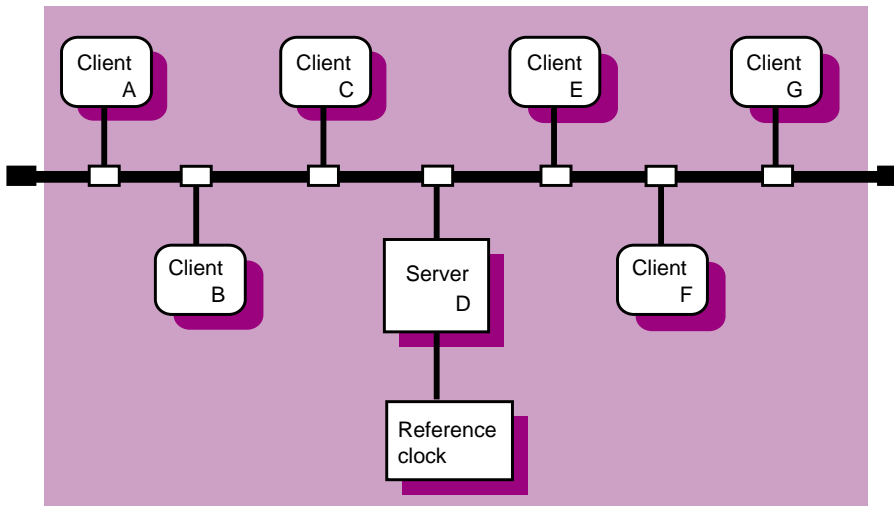 Client
A
Client
C
Client
E
Client
G
Client
B
Server
D
Client
F
Reference
clock